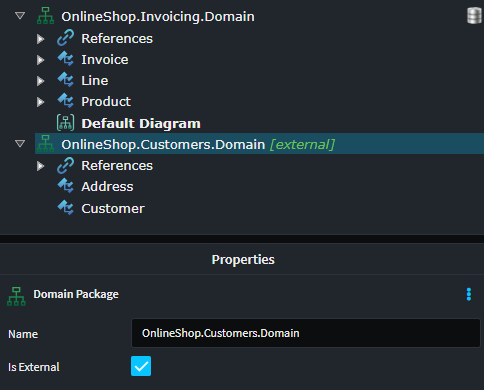 OnlineShop.Invoicing.Domain
References
Invoice
Line
Product
Default Diagram
OnlineShop.Customers.Domain [external]
References
Address
Customer
Properties
Domain Package
Name OnlineShop.Customers.Domain
Is External